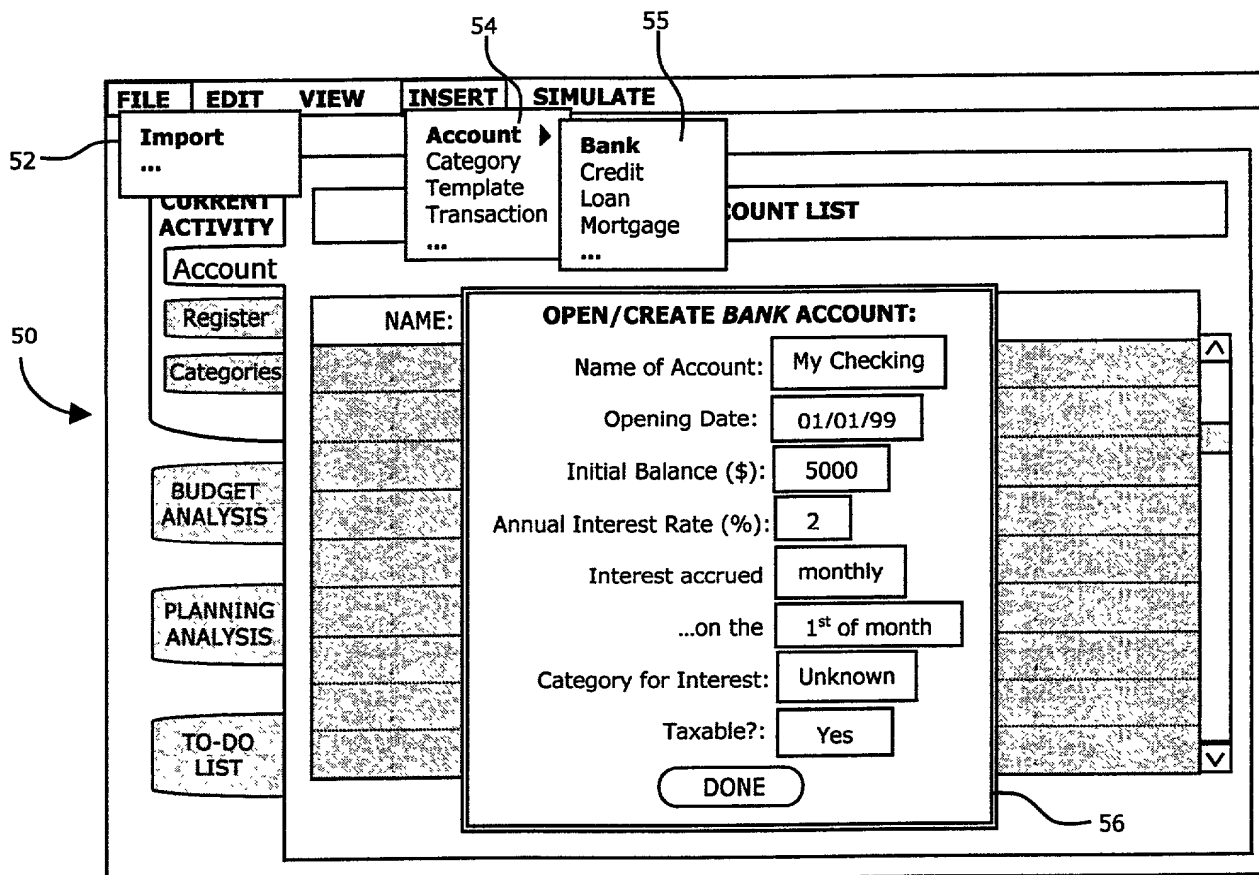 54
55
FILE EDIT VIEW INSERT SIMULATE
52
Import
...
Account
Category
Template
Transaction
...
Bank
Credit
Loan
Mortgage
...
CURRENT
ACTIVITY
COUNT LIST
Account
Register
Categories
50
BUDGET
ANALYSIS
PLANNING
ANALYSIS
TO-DO
LIST
NAME:
OPEN/CREATE BANK ACCOUNT:
Name of Account: My Checking
Opening Date: 01/01/99
Initial Balance ($): 5000
Annual Interest Rate (%): 2
Interest accrued monthly
...on the 1st of month
Category for Interest: Unknown
Taxable?: Yes
DONE
56